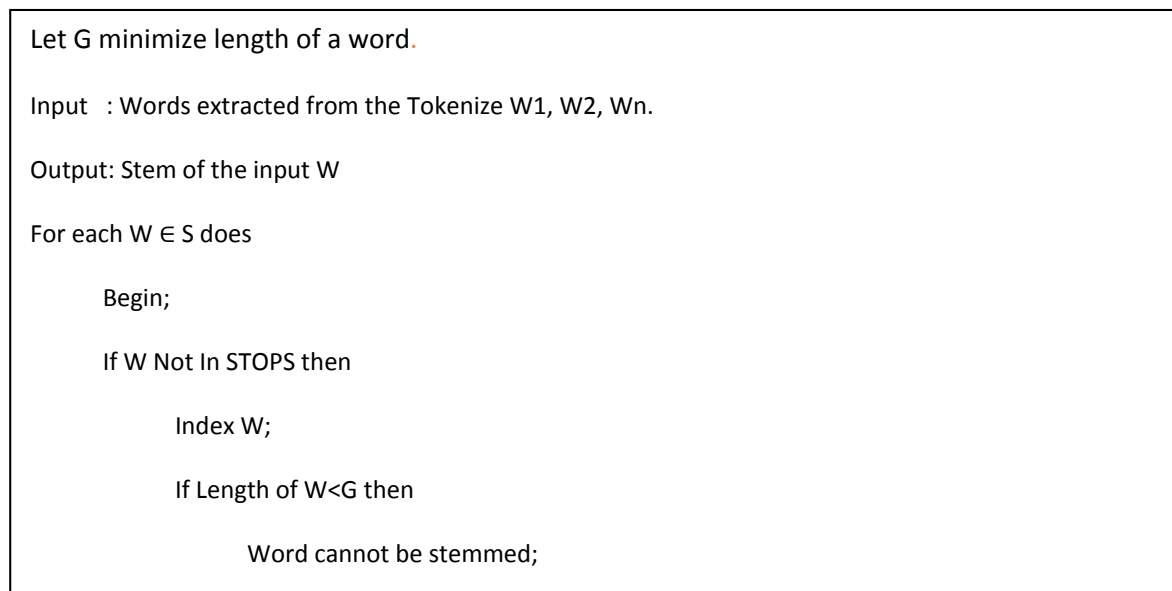 Let G minimize length of a word.
Input : Words extracted from the Tokenize W1, W2, Wn.
Output: Stem of the input W
For each W ∈ S does
Begin;
If W Not In STOPS then
Index W;
If Length of W<G then
Word cannot be stemmed;